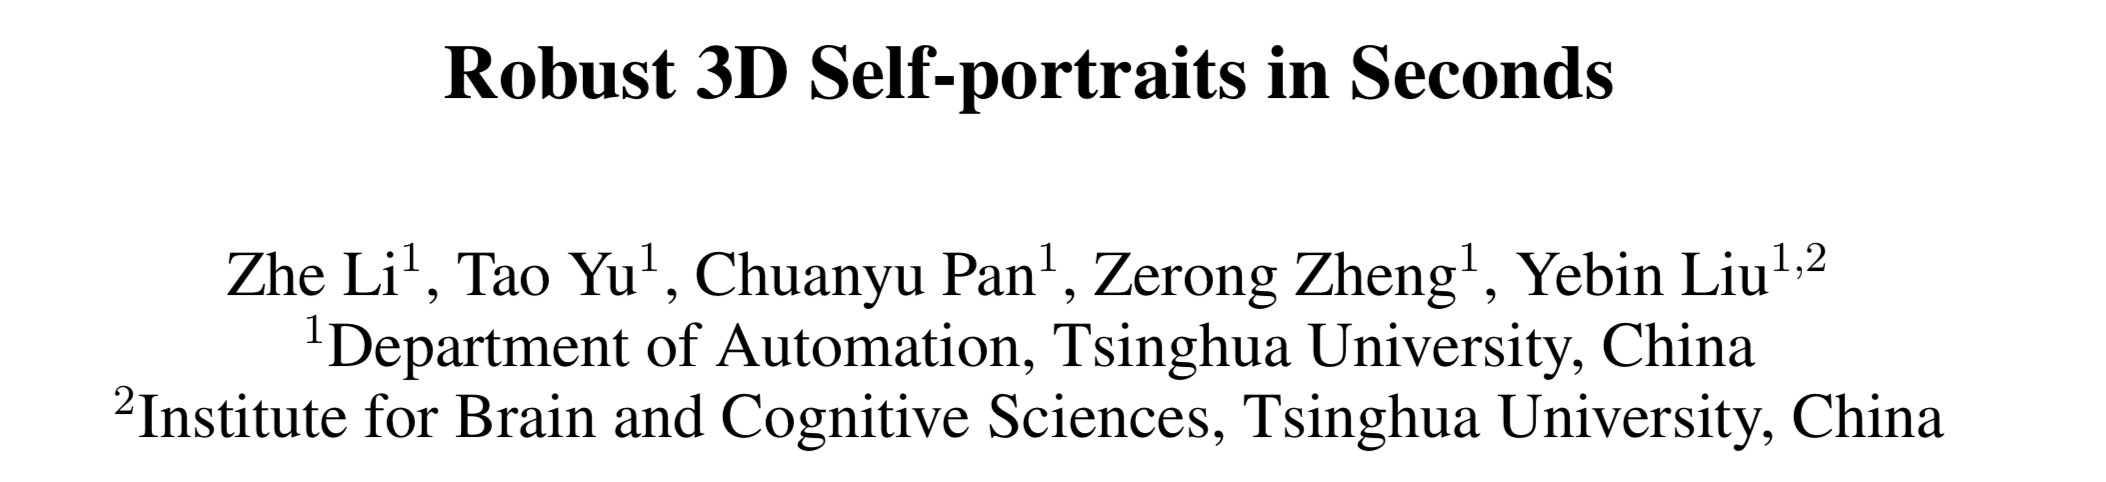 Robust 3D Self-portraits in Seconds
Zhe Li¹, Tao Yu¹, Chuanyu Pan¹, Zerong Zheng¹, Yebin Liu¹,²
¹Department of Automation, Tsinghua University, China
²Institute for Brain and Cognitive Sciences, Tsinghua University, China